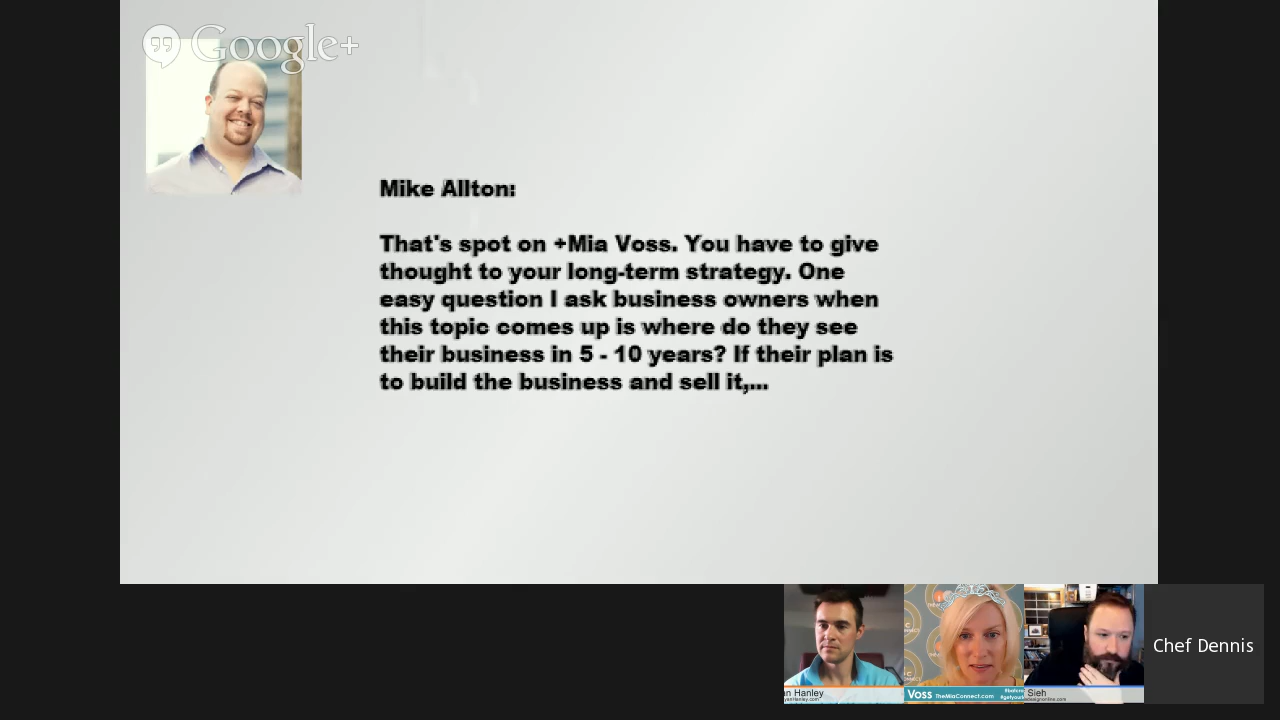 Google+
Mike Allton:
That's spot on +Mia Voss. You have to give
thought to your long-term strategy. One
easy question I ask business owners when
this topic comes up is where do they see
their business in 5 - 10 years? If their plan is
to build the business and sell it,...
Hanley
Voss TheMiaConnect.com
Sieh
Chef Dennis